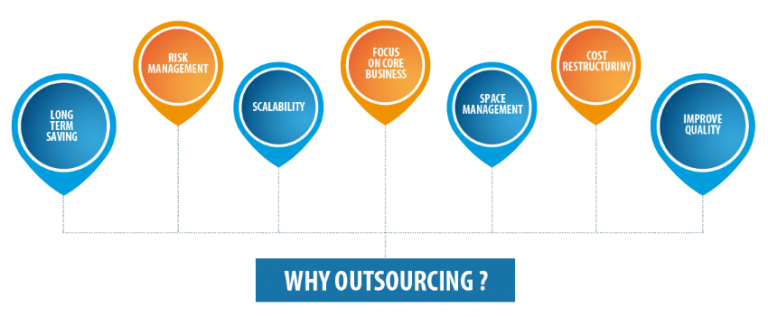 LONG
TERM
SAVING
RISK
MANAGEMENT
SCALABILITY
FOCUS
ON CORE
BUSINESS
SPACE
MANAGEMENT
COST
RESTRUCTURINY
IMPROVE
QUALITY
WHY OUTSOURCING ?